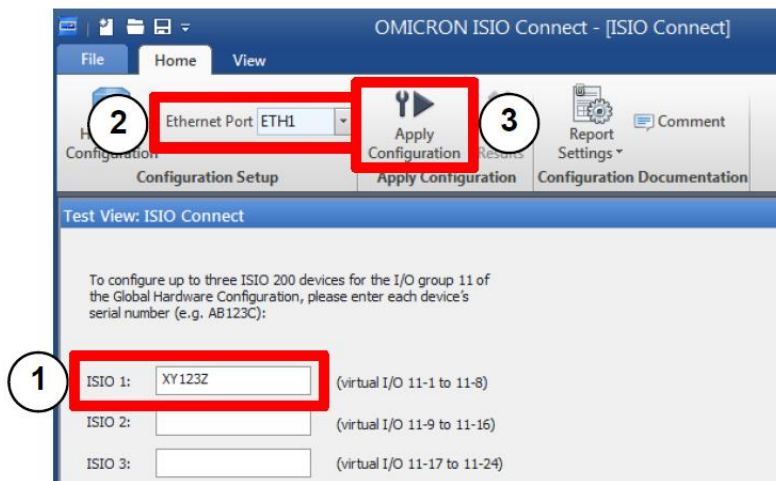 OMICRON ISIO Connect - [ISIO Connect]
File Home View
2
Ethernet Port ETH1
3
Apply
Configuration
Report
Settings
Comment
Configuration
Configuration Setup
Apply Configuration
Configuration Documentation
Test View: ISIO Connect
To configure up to three ISIO 200 devices for the I/O group 11 of
the Global Hardware Configuration, please enter each device's
serial number (e.g. AB123C):
1
ISIO 1: XY123Z (virtual I/O 11-1 to 11-8)
ISIO 2: (virtual I/O 11-9 to 11-16)
ISIO 3: (virtual I/O 11-17 to 11-24)